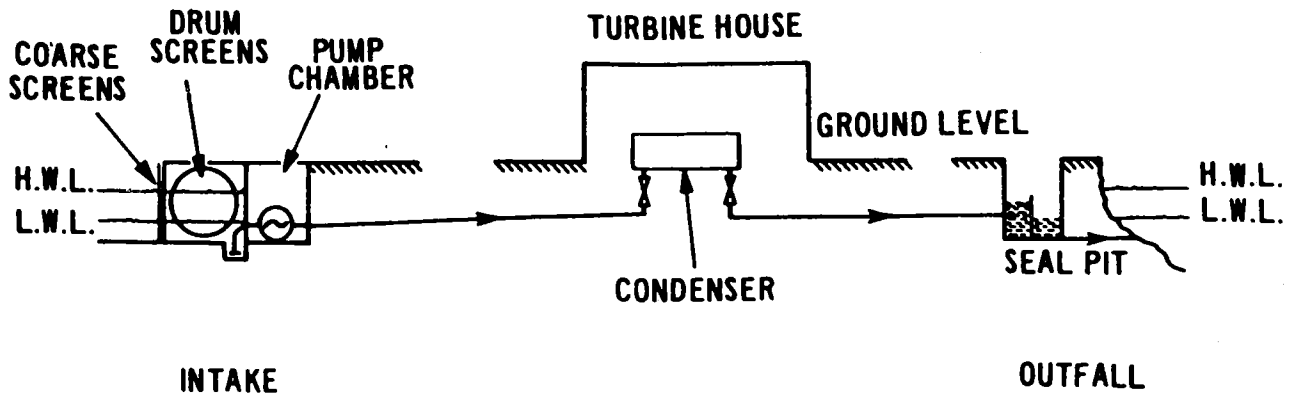 COARSE
SCREENS
DRUM
SCREENS
PUMP
CHAMBER
TURBINE HOUSE
GROUND LEVEL
H.W.L.
L.W.L.
H.W.L.
L.W.L.
CONDENSER
SEAL PIT
INTAKE
OUTFALL